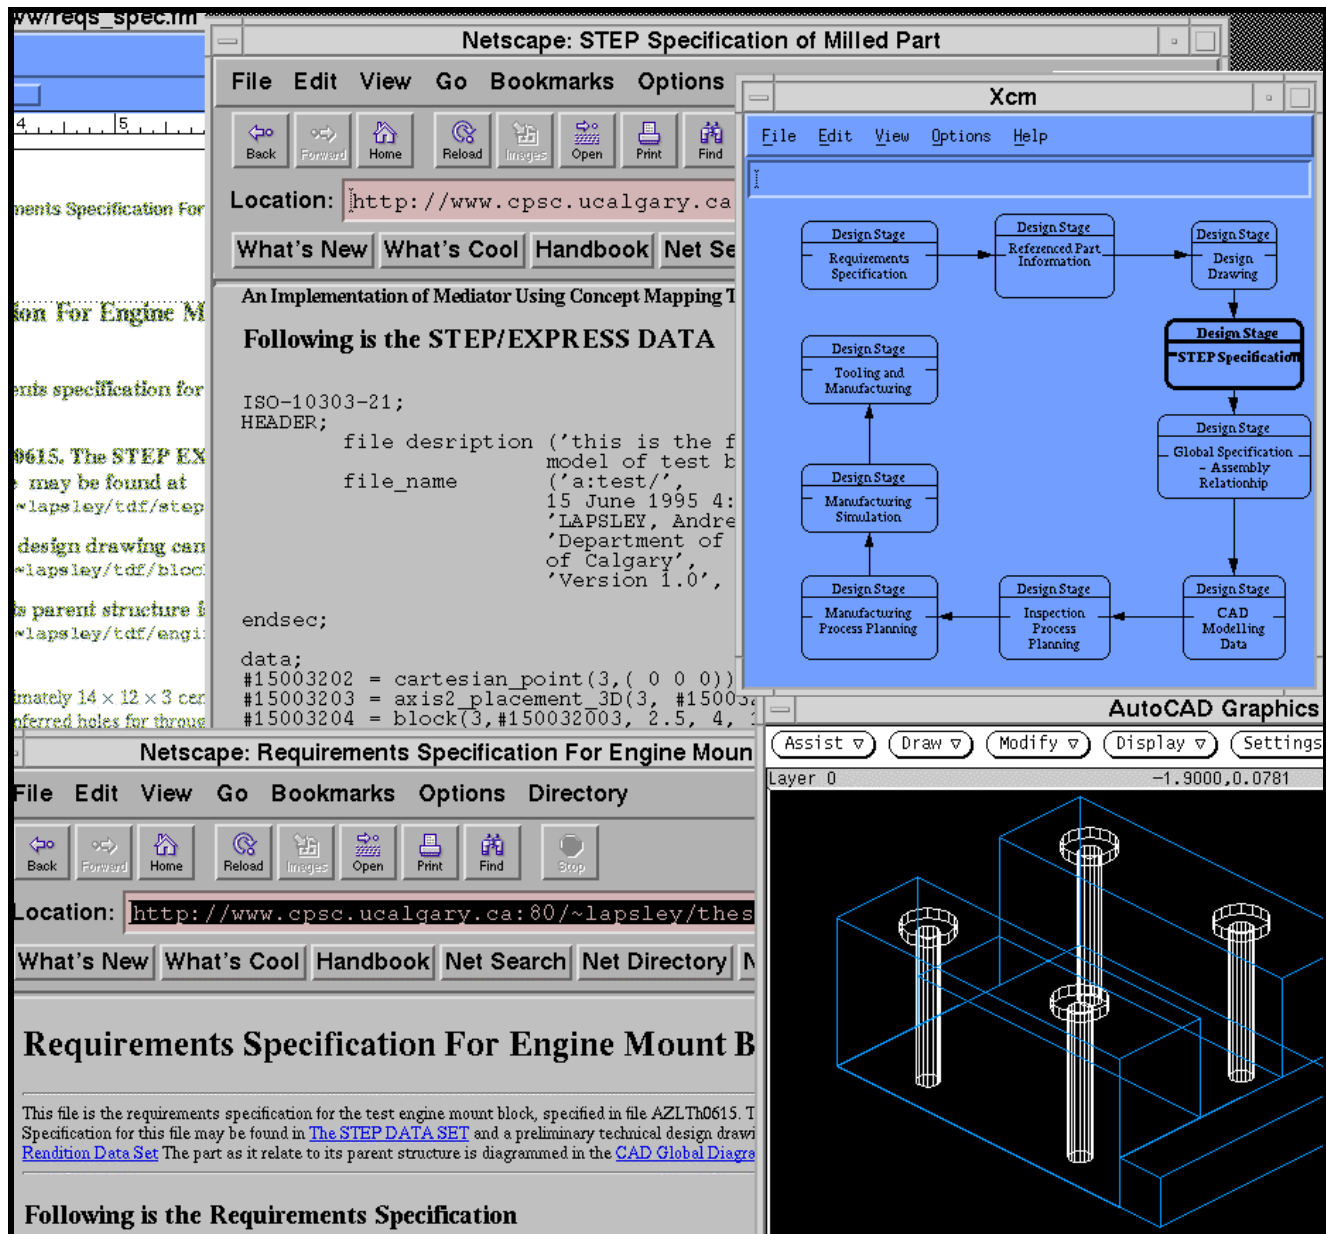 ww/reqs_spec.fm
4 5
ments Specification For
ion For Engine M
ents specification for
0615. The STEP EX
may be found at
~lapsley/tdf/step
design drawing can
~lapsley/tdf/bloc
is parent structure i
~lapsley/tdf/engi
imately 14 × 12 × 3 cen
nferred holes for throug
Netscape: STEP Specification of Milled Part
File Edit View Go Bookmarks Options
Back Forward Home Reload Images Open Print Find
Location: http://www.cpsc.ucalgary.ca
What's New What's Cool Handbook Net Se
An Implementation of Mediator Using Concept Mapping T
Following is the STEP/EXPRESS DATA
ISO-10303-21;
HEADER;
file desription ('this is the f
model of test b
file_name ('a:test/',
15 June 1995 4:
'LAPSLEY, Andre
'Department of
of Calgary',
'Version 1.0',
endsec;
data;
#15003202 = cartesian_point(3,( 0 0 0))
#15003203 = axis2_placement_3D(3, #15003
#15003204 = block(3,#150032003, 2.5, 4,
Xcm
File Edit View Options Help
Design Stage
Requirements
Specification
Design Stage
Referenced Part
Information
Design Stage
Design
Drawing
Design Stage
STEP Specification
Design Stage
Global Specification
– Assembly
Relationship
Design Stage
CAD
Modelling
Data
Design Stage
Inspection
Process
Planning
Design Stage
Manufacturing
Process Planning
Design Stage
Manufacturing
Simulation
Design Stage
Tooling and
Manufacturing
Netscape: Requirements Specification For Engine Moun
File Edit View Go Bookmarks Options Directory
Back Forward Home Reload Images Open Print Find Stop
Location: http://www.cpsc.ucalgary.ca:80/~lapsley/thes
What's New What's Cool Handbook Net Search Net Directory N
Requirements Specification For Engine Mount B
This file is the requirements specification for the test engine mount block, specified in file AZLTh0615. T
Specification for this file may be found in The STEP DATA SET and a preliminary technical design drawi
Rendition Data Set The part as it relate to its parent structure is diagrammed in the CAD Global Diagra
Following is the Requirements Specification
AutoCAD Graphics
Assist Draw Modify Display Settings
Layer 0 -1.9000,0.0781